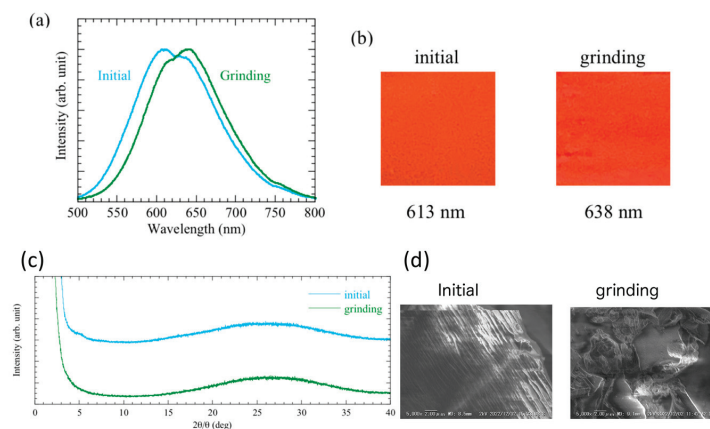 (a)
Initial
Grinding
Intensity (arb. unit)
500 550 600 650 700 750 800
Wavelength (nm)
(b)
initial grinding
613 nm 638 nm
(c)
initial
grinding
Intensity (arb. unit)
0 5 10 15 20 25 30 35 40
2θ/θ (deg)
(d)
Initial grinding